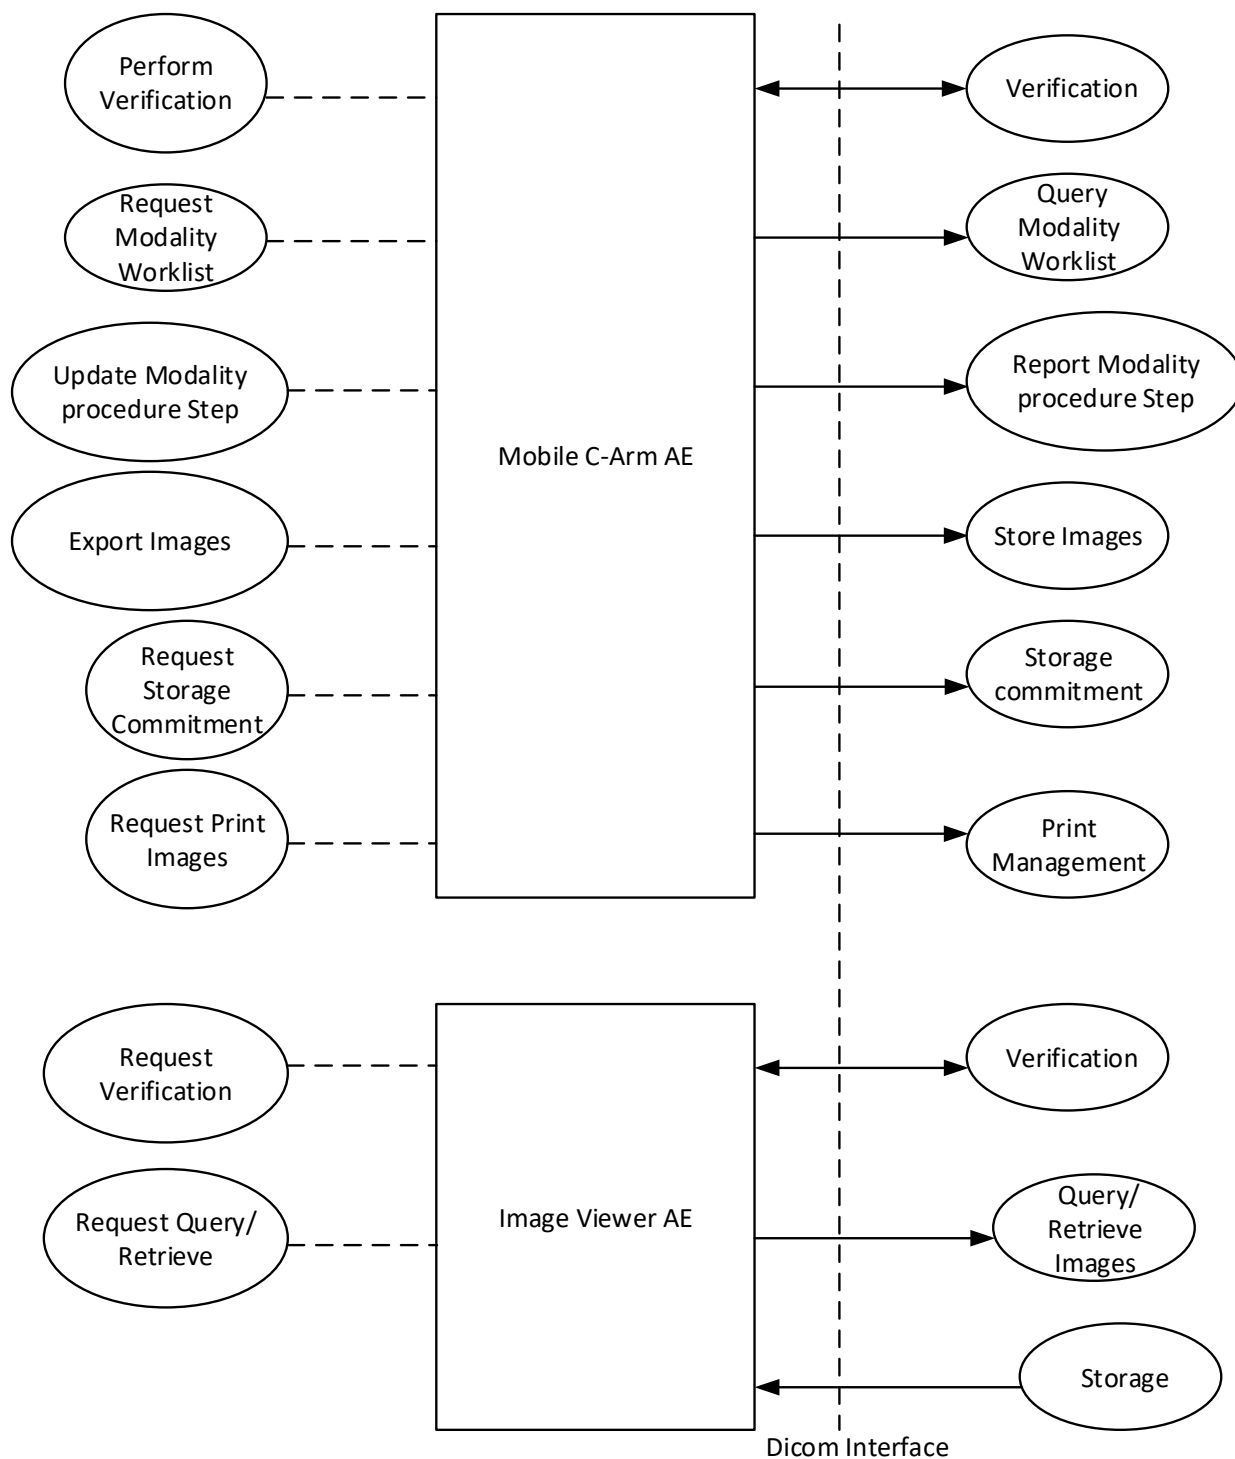 Perform
Verification
Verification
Request
Modality
Worklist
Query
Modality
Worklist
Update Modality
procedure Step
Report Modality
procedure Step
Mobile C-Arm AE
Export Images
Store Images
Request
Storage
Commitment
Storage
commitment
Request Print
Images
Print
Management
Request
Verification
Verification
Request Query/
Retrieve
Image Viewer AE
Query/
Retrieve
Images
Storage
Dicom Interface